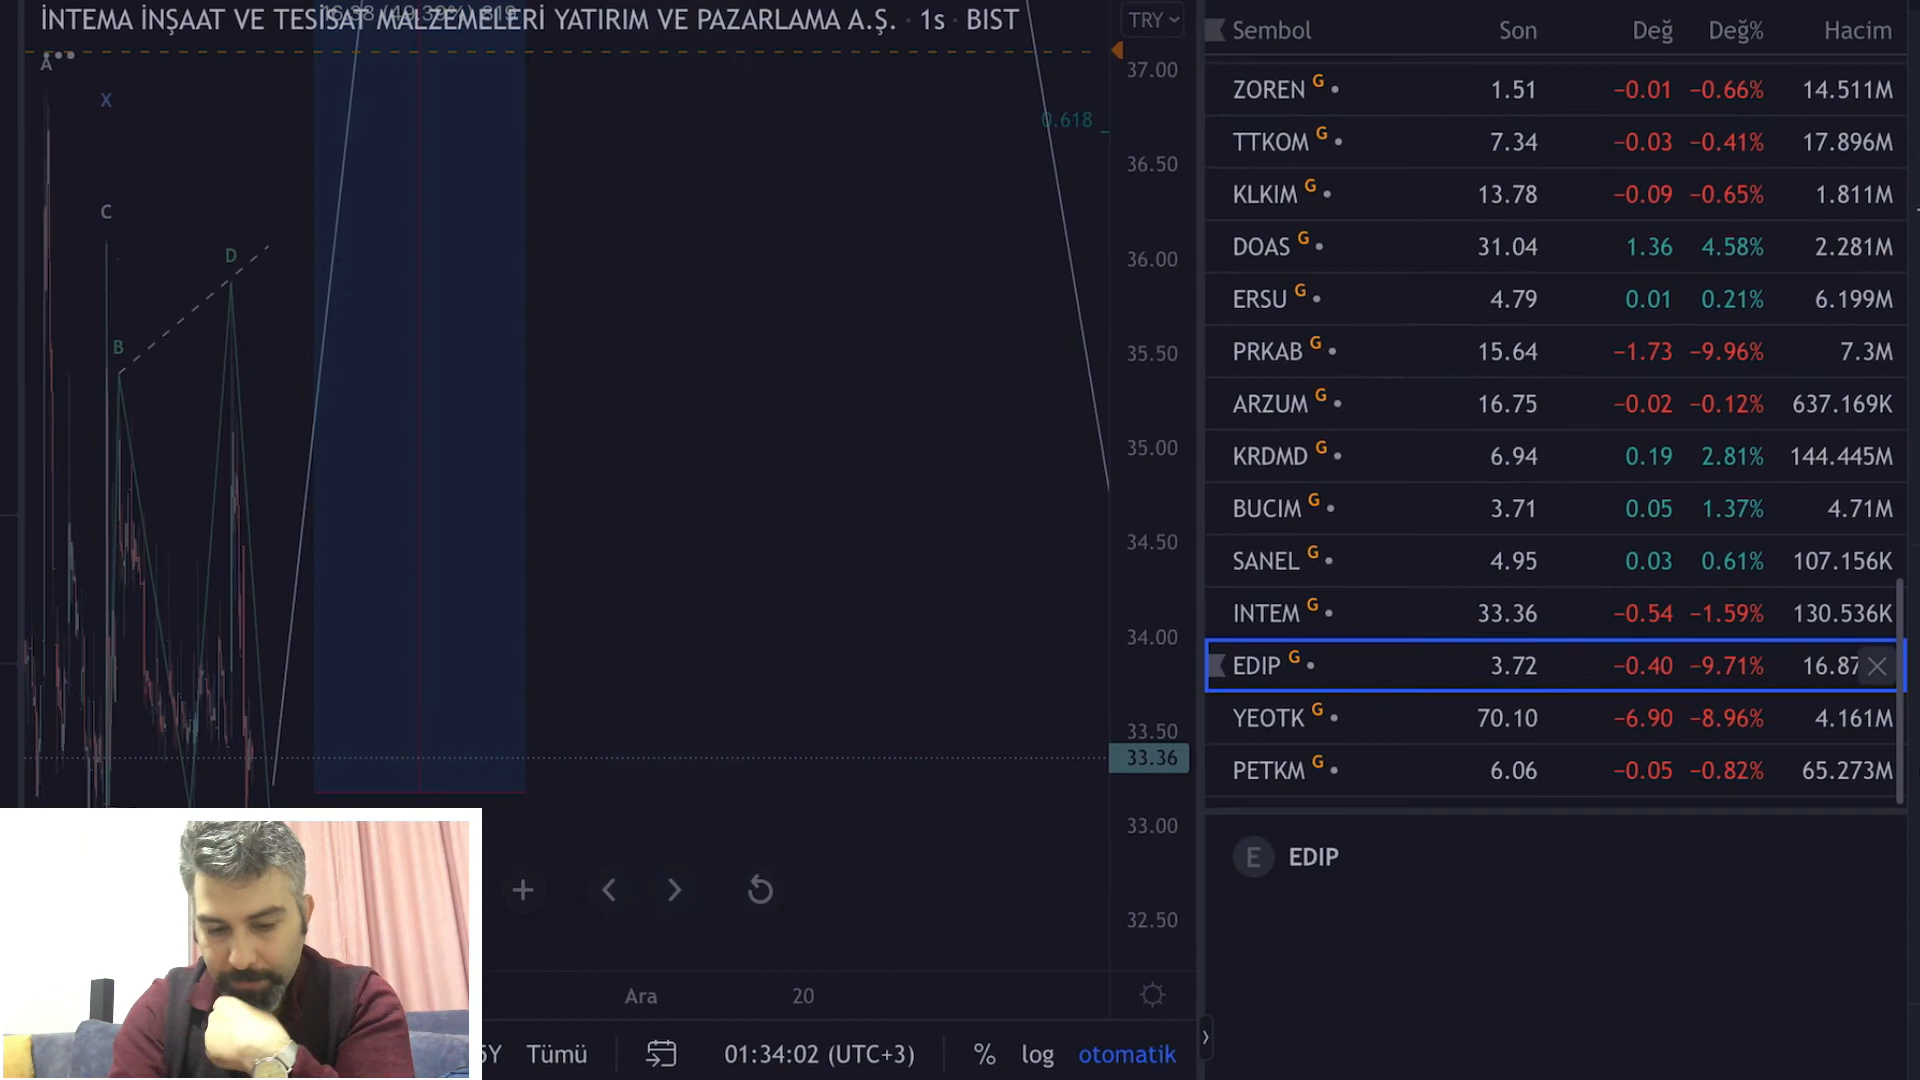 İNTEMA İNŞAAT VE TESİSAT MALZEMELERİ YATIRIM VE PAZARLAMA A.Ş. · 1s · BIST
TRY
A
X
C
D
B
0.618
37.00
36.50
36.00
35.50
35.00
34.50
34.00
33.50
33.36
33.00
32.50
Ara 20
Tümü 01:34:02 (UTC+3) % log otomatik
Sembol Son Değ Değ% Hacim
ZOREN G 1.51 −0.01 −0.66% 14.511M
TTKOM G 7.34 −0.03 −0.41% 17.896M
KLKIM G 13.78 −0.09 −0.65% 1.811M
DOAS G 31.04 1.36 4.58% 2.281M
ERSU G 4.79 0.01 0.21% 6.199M
PRKAB G 15.64 −1.73 −9.96% 7.3M
ARZUM G 16.75 −0.02 −0.12% 637.169K
KRDMD G 6.94 0.19 2.81% 144.445M
BUCIM G 3.71 0.05 1.37% 4.71M
SANEL G 4.95 0.03 0.61% 107.156K
INTEM G 33.36 −0.54 −1.59% 130.536K
EDIP G 3.72 −0.40 −9.71% 16.87
YEOTK G 70.10 −6.90 −8.96% 4.161M
PETKM G 6.06 −0.05 −0.82% 65.273M
E EDIP